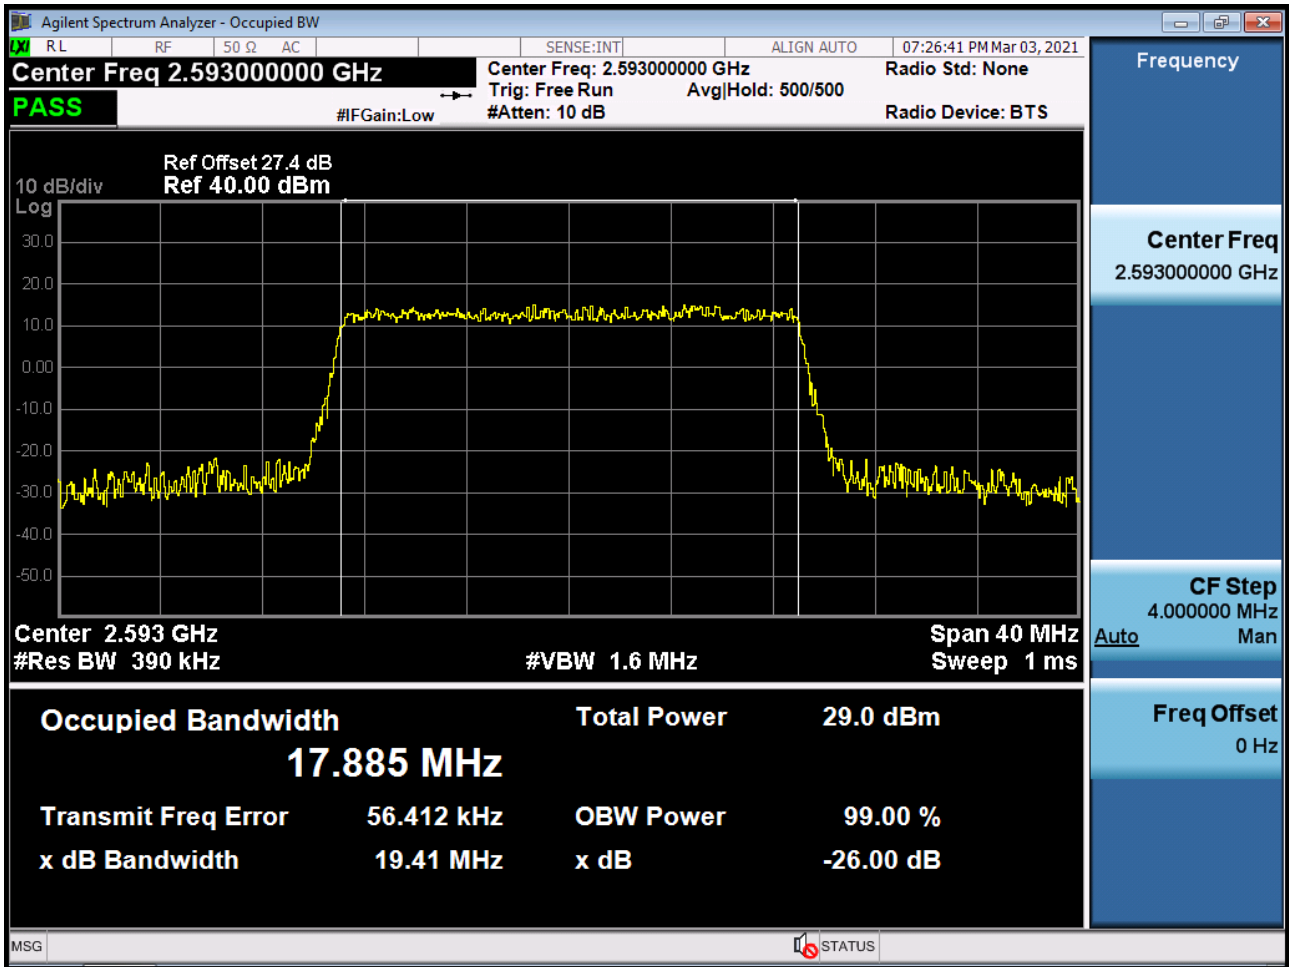 Agilent Spectrum Analyzer - Occupied BW
LXI RL RF 50 Ω AC SENSE:INT ALIGN AUTO 07:26:41 PM Mar 03, 2021
Center Freq 2.593000000 GHz
Center Freq: 2.593000000 GHz
Radio Std: None
Trig: Free Run Avg|Hold: 500/500
PASS
#IFGain:Low
#Atten: 10 dB
Radio Device: BTS
Ref Offset 27.4 dB
10 dB/div Ref 40.00 dBm
Log
30.0
20.0
10.0
0.00
-10.0
-20.0
-30.0
-40.0
-50.0
Center 2.593 GHz Span 40 MHz
#Res BW 390 kHz #VBW 1.6 MHz Sweep 1 ms
Occupied Bandwidth Total Power 29.0 dBm
17.885 MHz
Transmit Freq Error 56.412 kHz OBW Power 99.00 %
x dB Bandwidth 19.41 MHz x dB -26.00 dB
Frequency
Center Freq
2.593000000 GHz
CF Step
4.000000 MHz
Auto Man
Freq Offset
0 Hz
MSG STATUS